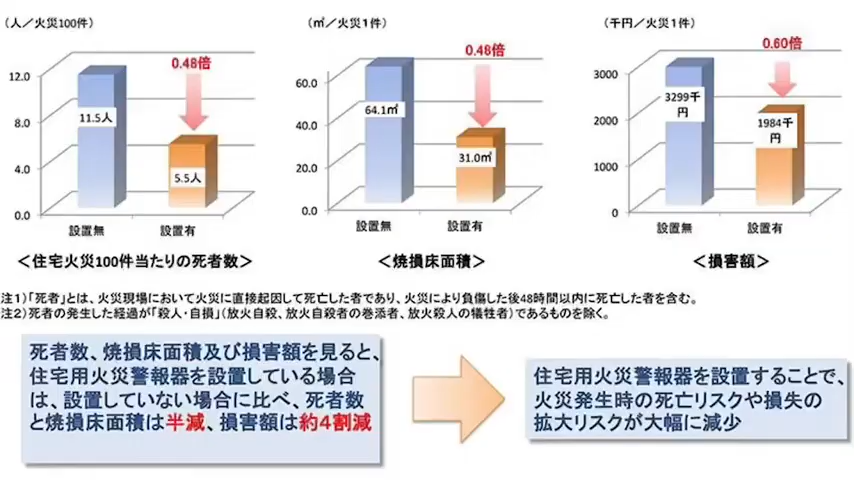 (人／火災100件)
0.48倍
12.0
8.0
4.0
0.0
11.5人
5.5人
設置無
設置有
＜住宅火災100件当たりの死者数＞
(㎡／火災1件)
0.48倍
60.0
40.0
20.0
0.0
64.1㎡
31.0㎡
設置無
設置有
＜焼損床面積＞
(千円／火災1件)
0.60倍
3000
2000
1000
0
3299千
円
1984千
円
設置無
設置有
＜損害額＞
注1)「死者」とは、火災現場において火災に直接起因して死亡した者であり、火災により負傷した後48時間以内に死亡した者を含む。
注2)死者の発生した経過が「殺人・自損」(放火自殺、放火自殺者の巻添者、放火殺人の犠牲者)であるものを除く。
死者数、焼損床面積及び損害額を見ると、
住宅用火災警報器を設置している場合
は、設置していない場合に比べ、死者数
と焼損床面積は半減、損害額は約4割減
住宅用火災警報器を設置することで、
火災発生時の死亡リスクや損失の
拡大リスクが大幅に減少